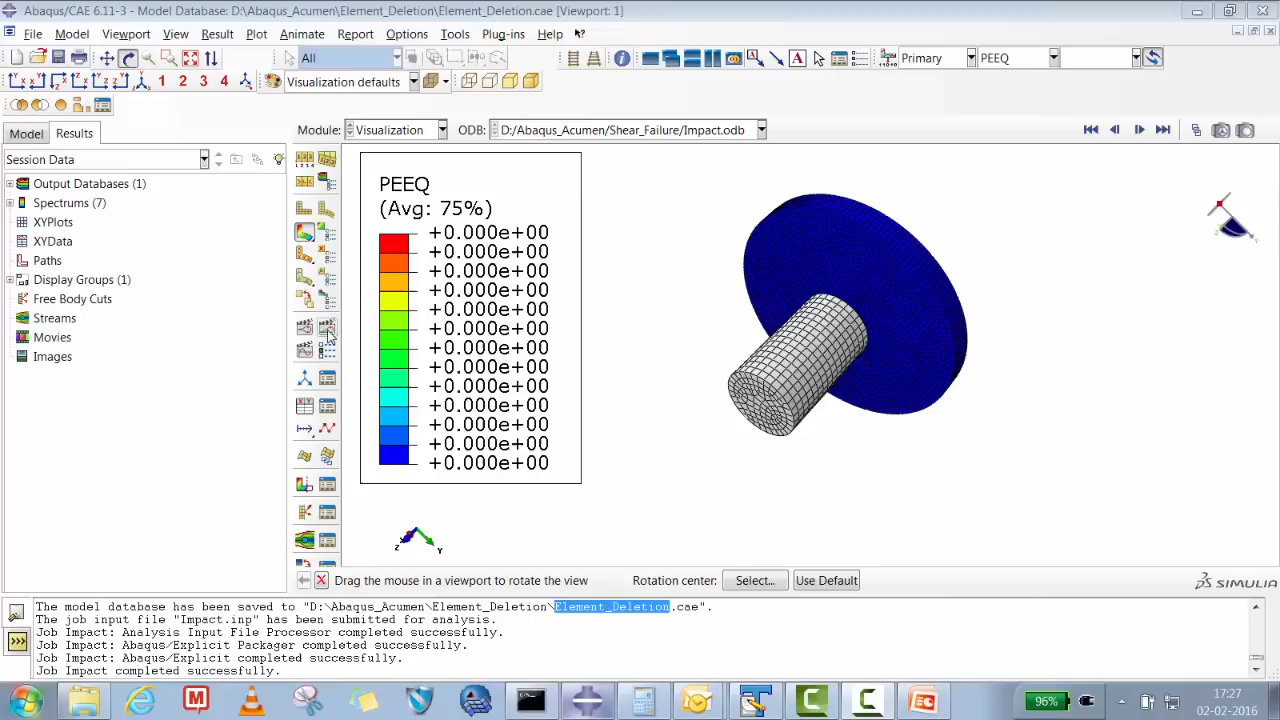 Abaqus/CAE 6.11-3 - Model Database: D:\Abaqus_Acumen\Element_Deletion\Element_Deletion.cae [Viewport: 1]
File Model Viewport View Result Plot Animate Report Options Tools Plug-ins Help
All Primary PEEQ
1 2 3 4 Visualization defaults
Model Results Module: Visualization ODB: D:/Abaqus_Acumen/Shear_Failure/Impact.odb
Session Data
Output Databases (1)
Spectrums (7)
XYPlots
XYData
Paths
Display Groups (1)
Free Body Cuts
Streams
Movies
Images
PEEQ
(Avg: 75%)
+0.000e+00
+0.000e+00
+0.000e+00
+0.000e+00
+0.000e+00
+0.000e+00
+0.000e+00
+0.000e+00
+0.000e+00
+0.000e+00
+0.000e+00
+0.000e+00
+0.000e+00
Z Y
Drag the mouse in a viewport to rotate the view Rotation center: Select... Use Default
SIMULIA
The model database has been saved to "D:\Abaqus_Acumen\Element_Deletion\Element_Deletion.cae".
The job input file "Impact.inp" has been submitted for analysis.
Job Impact: Analysis Input File Processor completed successfully.
Job Impact: Abaqus/Explicit Packager completed successfully.
Job Impact: Abaqus/Explicit completed successfully.
Job Impact completed successfully.
96% 17:27
02-02-2016